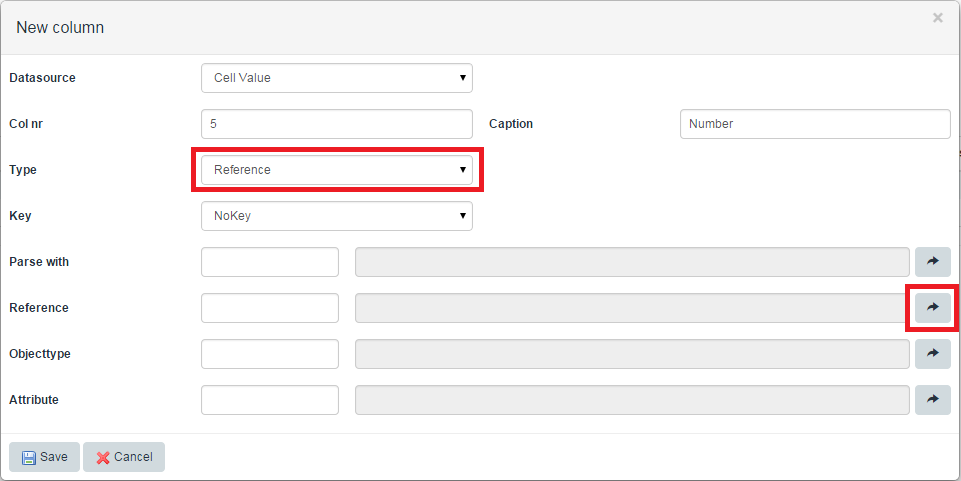 New column
Datasource Cell Value
Col nr 5 Caption Number
Type Reference
Key NoKey
Parse with
Reference
Objecttype
Attribute
Save Cancel